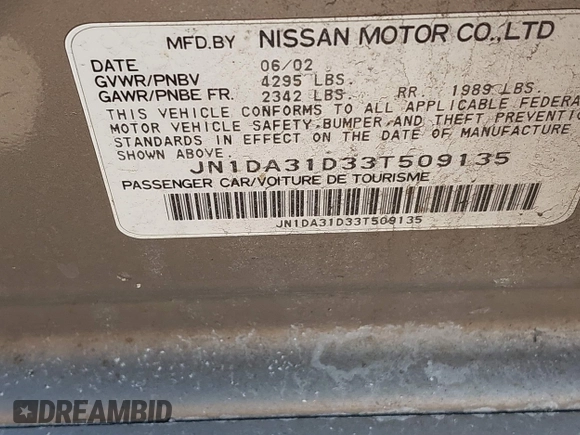 MFD.BY NISSAN MOTOR CO.,LTD
DATE 06/02
GVWR/PNBV 4295 LBS.
GAWR/PNBE FR. 2342 LBS RR. 1989 LBS.
THIS VEHICLE CONFORMS TO ALL APPLICABLE FEDERA
MOTOR VEHICLE SAFETY, BUMPER AND THEFT PREVENTIO
STANDARDS IN EFFECT ON THE DATE OF MANUFACTURE
SHOWN ABOVE.
JN1DA31D33T509135
PASSENGER CAR/VOITURE DE TOURISME
JN1DA31D33T509135
DREAMBID